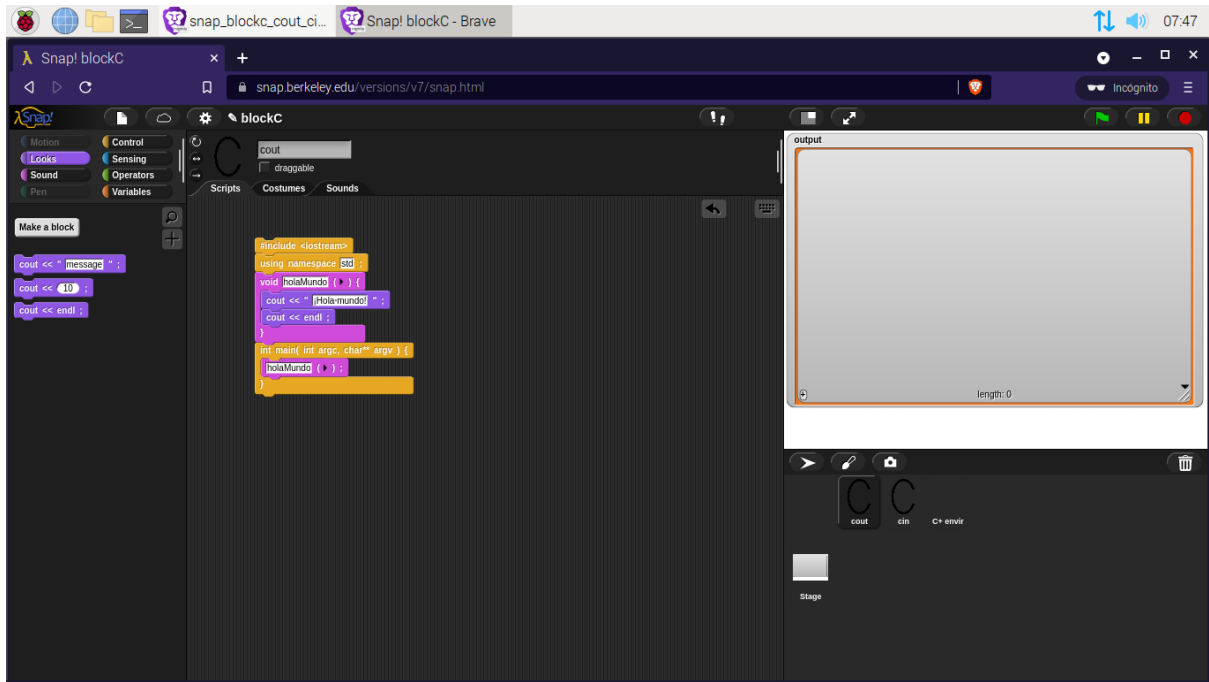 snap_blockc_cout_ci...
Snap! blockC - Brave
07:47
Snap! blockC
snap.berkeley.edu/versions/v7/snap.html
Incógnito
Snap!
blockC
Motion
Control
Looks
Sensing
Sound
Operators
Pen
Variables
cout
draggable
Scripts
Costumes
Sounds
Make a block
cout << " message " ;
cout << 10 ;
cout << endl ;
#include <iostream>
using namespace std ;
void holaMundo ( ) {
cout << " ¡Hola·mundo! " ;
cout << endl ;
}
int main( int argc, char** argv ) {
holaMundo ( ) ;
}
output
length: 0
cout
cin
C+ envir
Stage